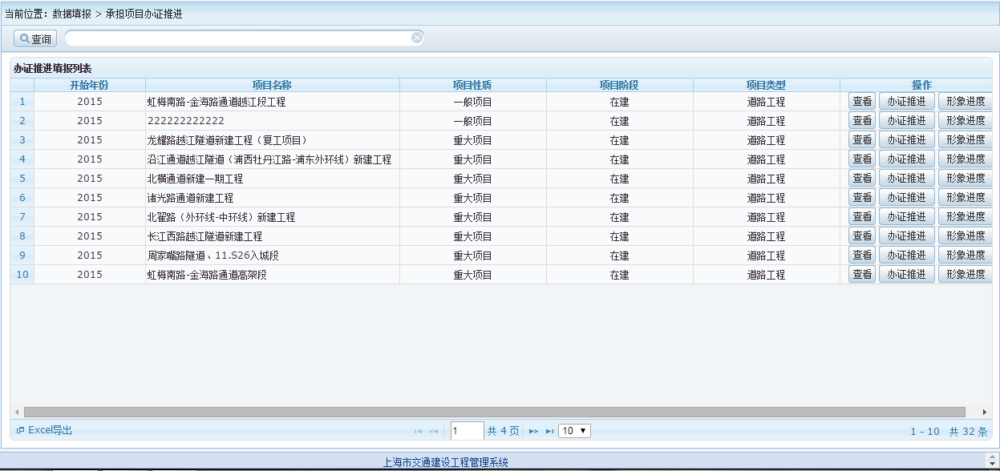 当前位置：数据填报 > 承担项目办证推进
查询
办证推进填报列表
开始年份 项目名称 项目性质 项目阶段 项目类型 操作
1 2015 虹梅南路-金海路通道越江段工程 一般项目 在建 道路工程 查看 办证推进 形象进度
2 2015 222222222222 一般项目 在建 道路工程 查看 办证推进 形象进度
3 2015 龙耀路越江隧道新建工程（复工项目） 重大项目 在建 道路工程 查看 办证推进 形象进度
4 2015 沿江通道越江隧道（浦西牡丹江路-浦东外环线）新建工程 重大项目 在建 道路工程 查看 办证推进 形象进度
5 2015 北横通道新建一期工程 重大项目 在建 道路工程 查看 办证推进 形象进度
6 2015 诸光路通道新建工程 重大项目 在建 道路工程 查看 办证推进 形象进度
7 2015 北翟路（外环线-中环线）新建工程 重大项目 在建 道路工程 查看 办证推进 形象进度
8 2015 长江西路越江隧道新建工程 重大项目 在建 道路工程 查看 办证推进 形象进度
9 2015 周家嘴路隧道、11.S26入城段 重大项目 在建 道路工程 查看 办证推进 形象进度
10 2015 虹梅南路-金海路通道高架段 重大项目 在建 道路工程 查看 办证推进 形象进度
Excel导出 1 共 4 页 10 1 - 10 共 32 条
上海市交通建设工程管理系统